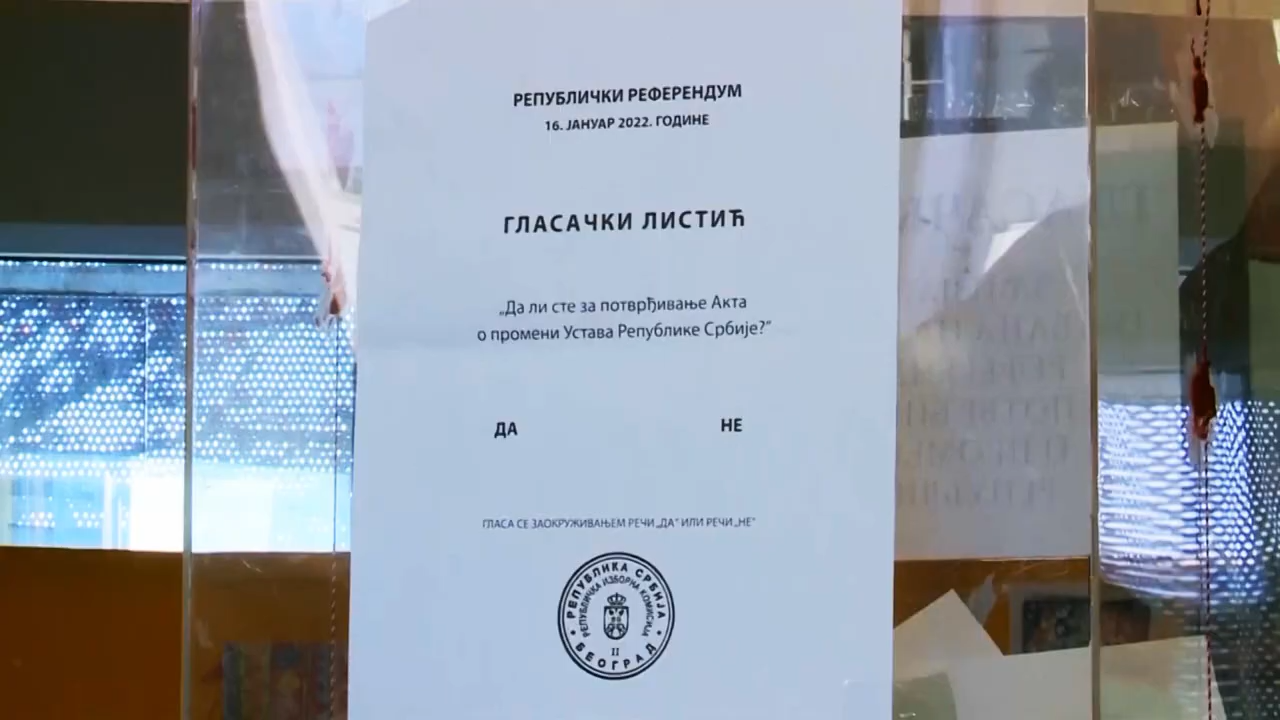 РЕПУБЛИЧКИ РЕФЕРЕНДУМ
16. ЈАНУАР 2022. ГОДИНЕ
ГЛАСАЧКИ ЛИСТИЋ
„Да ли сте за потврђивање Акта
о промени Устава Републике Србије?“
ДА НЕ
ГЛАСА СЕ ЗАОКРУЖИВАЊЕМ РЕЧИ „ДА“ ИЛИ РЕЧИ „НЕ“
РЕПУБЛИКА СРБИЈА
РЕПУБЛИЧКА ИЗБОРНА КОМИСИЈА
II
БЕОГРАД